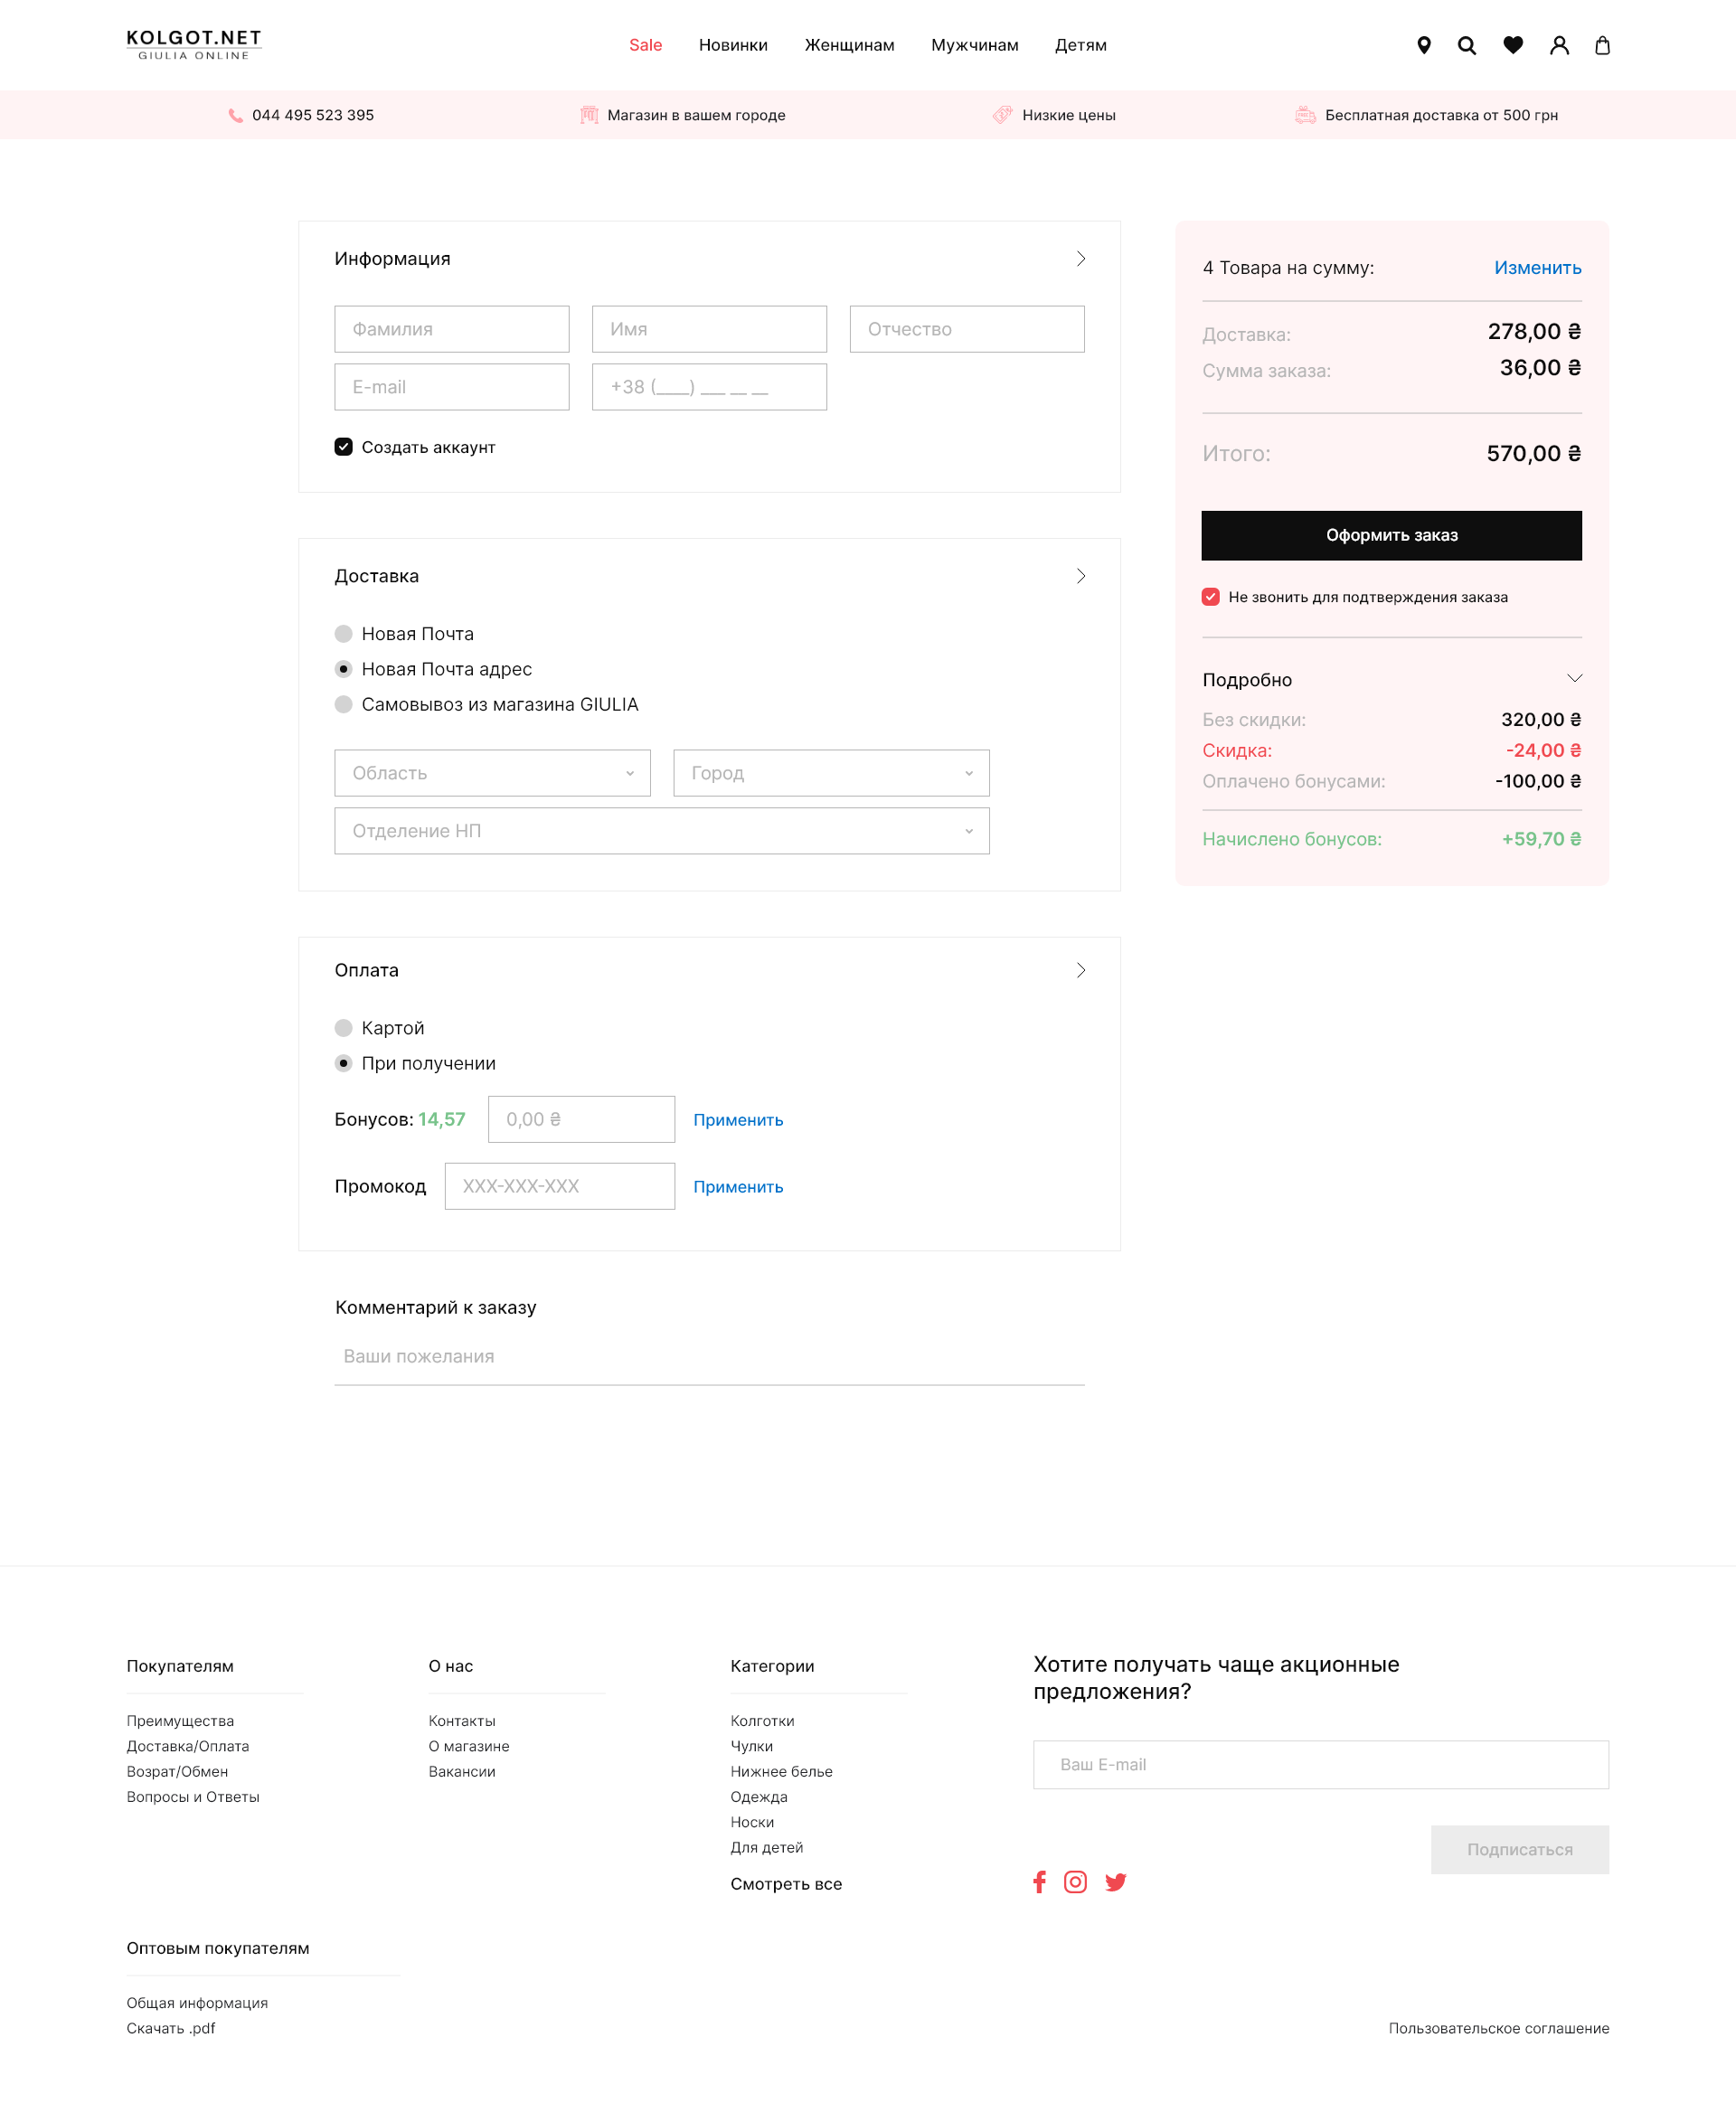 KOLGOT.NET
GIULIA ONLINE
Sale
Новинки
Женщинам
Мужчинам
Детям
044 495 523 395
Магазин в вашем городе
Низкие цены
Бесплатная доставка от 500 грн
Информация
Фамилия
Имя
Отчество
E-mail
+38 (____) ___ __ __
Создать аккаунт
Доставка
Новая Почта
Новая Почта адрес
Самовывоз из магазина GIULIA
Область
Город
Отделение НП
Оплата
Картой
При получении
Бонусов: 14,57
0,00 ₴
Применить
Промокод
XXX-XXX-XXX
Применить
Комментарий к заказу
Ваши пожелания
4 Товара на сумму:
Изменить
Доставка:
278,00 ₴
Сумма заказа:
36,00 ₴
Итого:
570,00 ₴
Оформить заказ
Не звонить для подтверждения заказа
Подробно
Без скидки:
320,00 ₴
Скидка:
-24,00 ₴
Оплачено бонусами:
-100,00 ₴
Начислено бонусов:
+59,70 ₴
Покупателям
Преимущества
Доставка/Оплата
Возрат/Обмен
Вопросы и Ответы
О нас
Контакты
О магазине
Вакансии
Категории
Колготки
Чулки
Нижнее белье
Одежда
Носки
Для детей
Смотреть все
Хотите получать чаще акционные
предложения?
Ваш E-mail
Подписаться
Оптовым покупателям
Общая информация
Скачать .pdf
Пользовательское соглашение